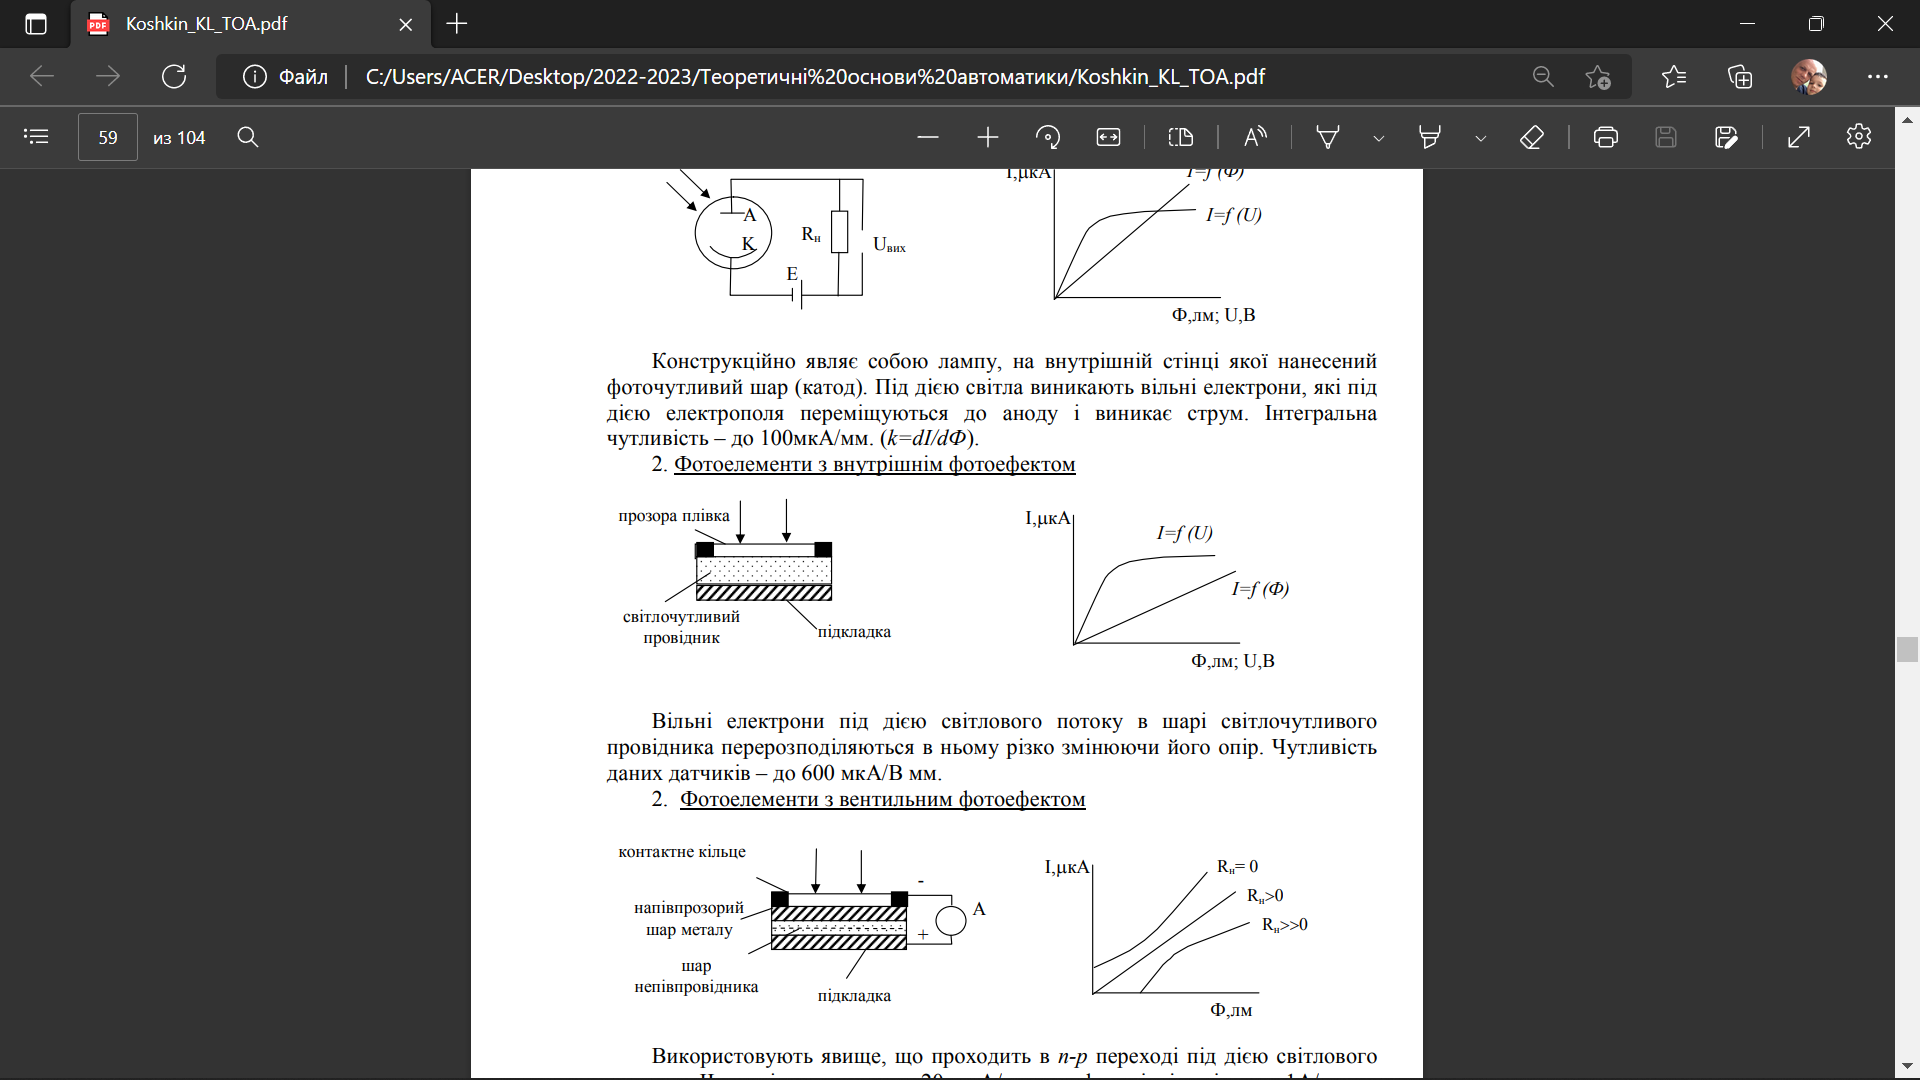 Koshkin_KL_TOA.pdf
Файл
C:/Users/ACER/Desktop/2022-2023/Теоретичні%20основи%20автоматики/Koshkin_KL_TOA.pdf
59 из 104
I,μкА
I=f (Ф)
A
K
Rн
Uвих
E
I=f (U)
Ф,лм; U,В
Конструкційно являє собою лампу, на внутрішній стінці якої нанесений
фоточутливий шар (катод). Під дією світла виникають вільні електрони, які під
дією електрополя переміщуються до аноду і виникає струм. Інтегральна
чутливість – до 100мкА/мм. (k=dI/dФ).
2. Фотоелементи з внутрішнім фотоефектом
прозора плівка
світлочутливий
провідник
підкладка
I,μкА
I=f (U)
I=f (Ф)
Ф,лм; U,В
Вільні електрони під дією світлового потоку в шарі світлочутливого
провідника перерозподіляються в ньому різко змінюючи його опір. Чутливість
даних датчиків – до 600 мкА/В мм.
2. Фотоелементи з вентильним фотоефектом
контактне кільце
напівпрозорий
шар металу
шар
непівпровідника
підкладка
-
+
A
I,μкА
Rн= 0
Rн>0
Rн>>0
Ф,лм
Використовують явище, що проходить в n-p переході під дією світлового